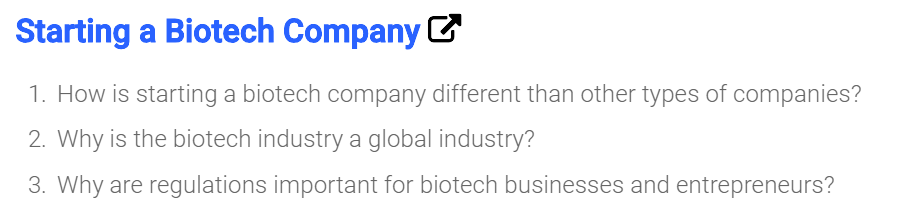 Starting a Biotech Company
1. How is starting a biotech company different than other types of companies?
2. Why is the biotech industry a global industry?
3. Why are regulations important for biotech businesses and entrepreneurs?